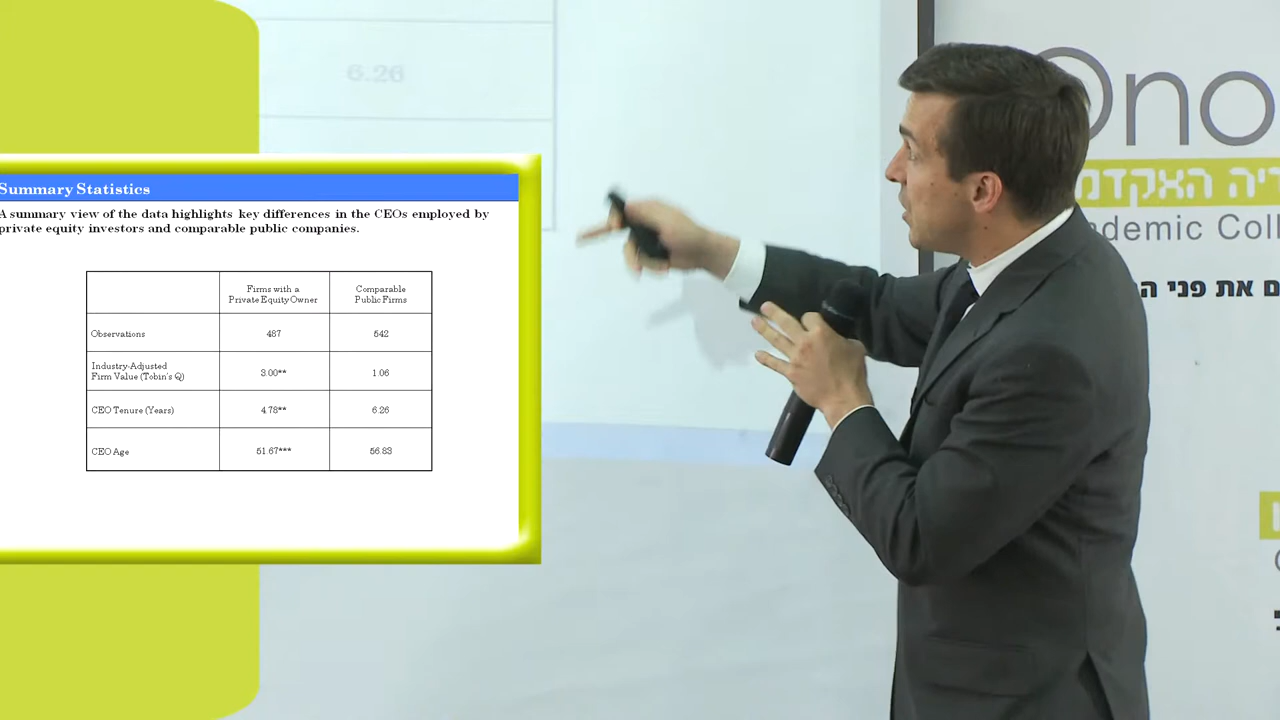 6.26
Summary Statistics
A summary view of the data highlights key differences in the CEOs employed by
private equity investors and comparable public companies.
Firms with a
Private Equity Owner
Comparable
Public Firms
Observations
487
542
Industry-Adjusted
Firm Value (Tobin's Q)
3.00**
1.06
CEO Tenure (Years)
4.78**
6.26
CEO Age
51.67***
56.83
Ono
את פני